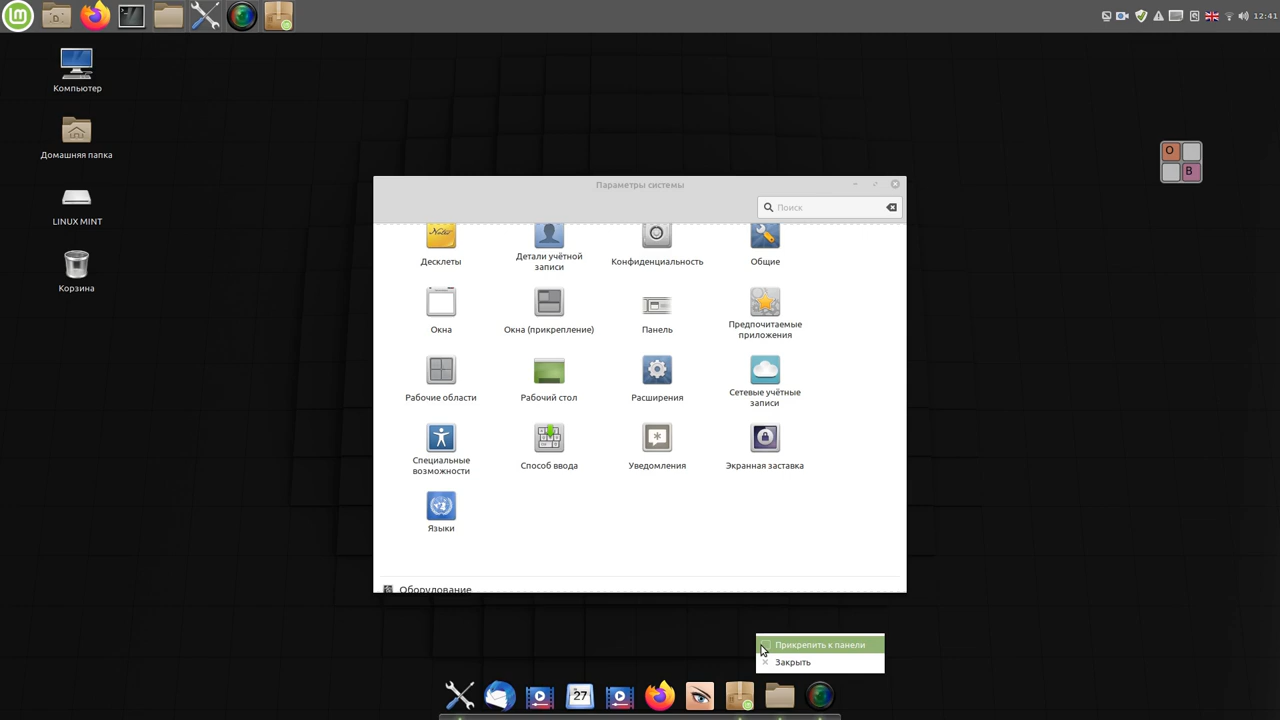 12:41
Компьютер
Домашняя папка
LINUX MINT
Корзина
O
B
Параметры системы
Поиск
Десклеты
Детали учётной
записи
Конфиденциальность
Общие
Окна
Окна (прикрепление)
Панель
Предпочитаемые
приложения
Рабочие области
Рабочий стол
Расширения
Сетевые учётные
записи
Специальные
возможности
Способ ввода
Уведомления
Экранная заставка
Языки
Оборудование
Прикрепить к панели
Закрыть
27